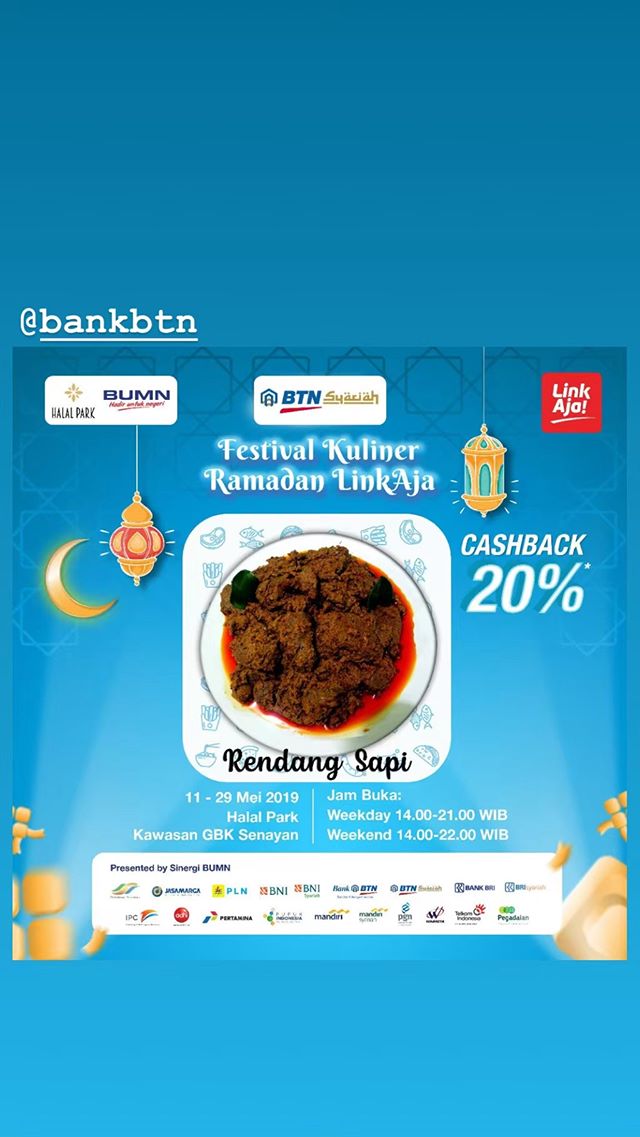 @bankbtn
HALAL PARK
BUMN
Hadir untuk negeri
BTN Syariah
Link
Aja!
Festival Kuliner
Ramadan LinkAja
CASHBACK
20%*
Rendang Sapi
11 - 29 Mei 2019
Halal Park
Kawasan GBK Senayan
Jam Buka:
Weekday 14.00-21.00 WIB
Weekend 14.00-22.00 WIB
Presented by Sinergi BUMN
JASAMARGA
PLN
BNI
BNI
Syariah
Bank BTN
BTN Syariah
BANK BRI
BRIsyariah
IPC
adhi
PERTAMINA
PUPUK
INDONESIA
mandiri
mandiri
syariah
pgn
Telkom
Indonesia
Pegadaian